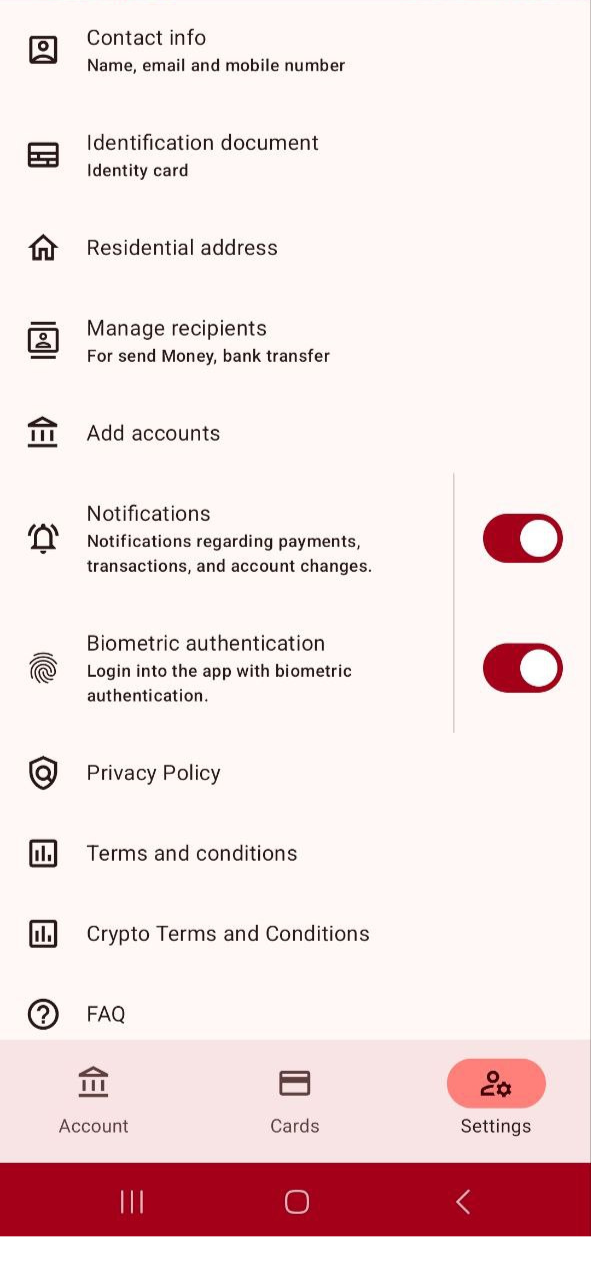 Contact info
Name, email and mobile number
Identification document
Identity card
Residential address
Manage recipients
For send Money, bank transfer
Add accounts
Notifications
Notifications regarding payments,
transactions, and account changes.
Biometric authentication
Login into the app with biometric
authentication.
Privacy Policy
Terms and conditions
Crypto Terms and Conditions
FAQ
Account
Cards
Settings